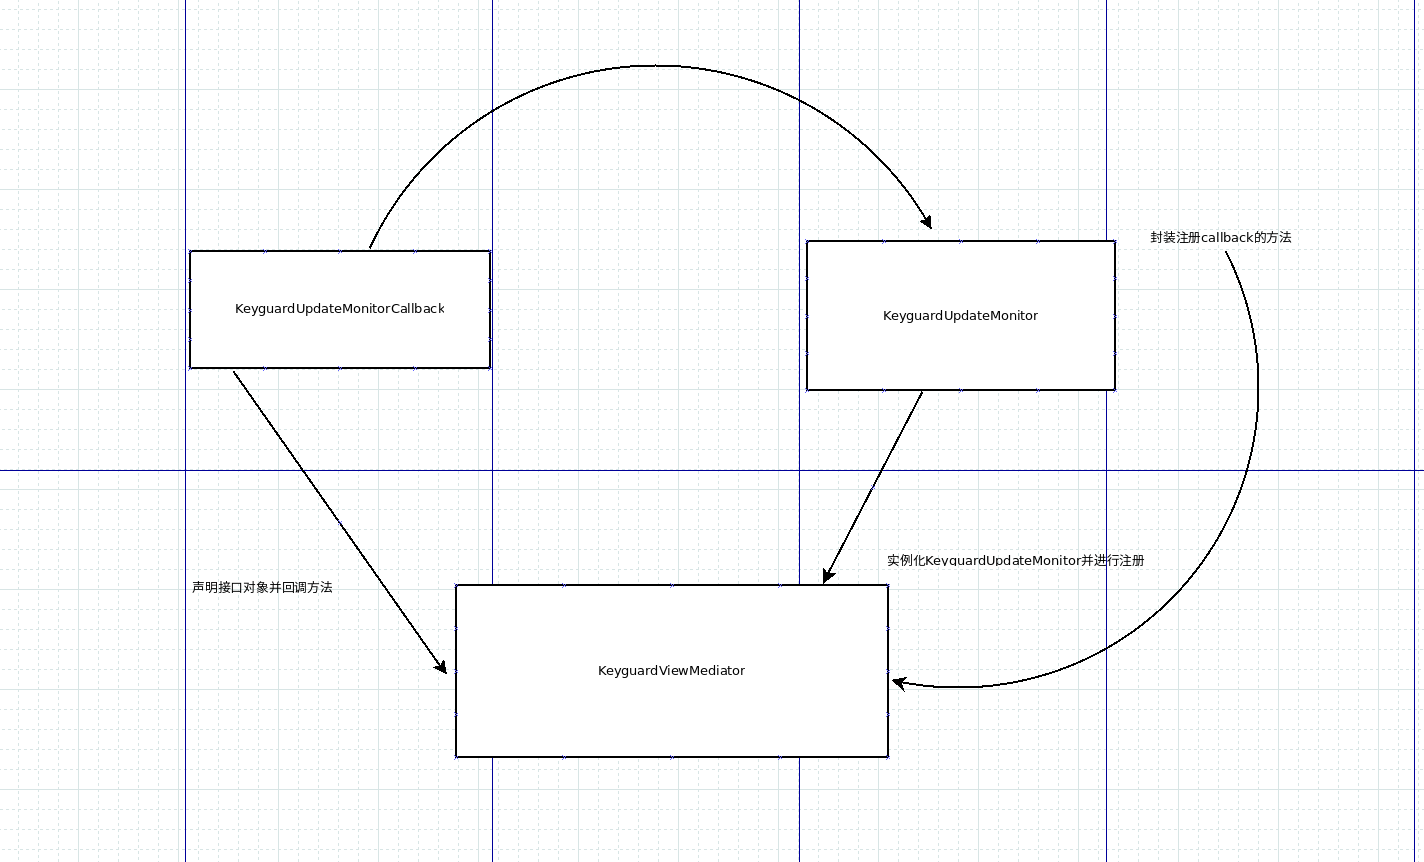 封装注册callback的方法
KeyguardUpdateMonitorCallback
KeyguardUpdateMonitor
实例化KeyguardUpdateMonitor并进行注册
声明接口对象并回调方法
KeyguardViewMediator